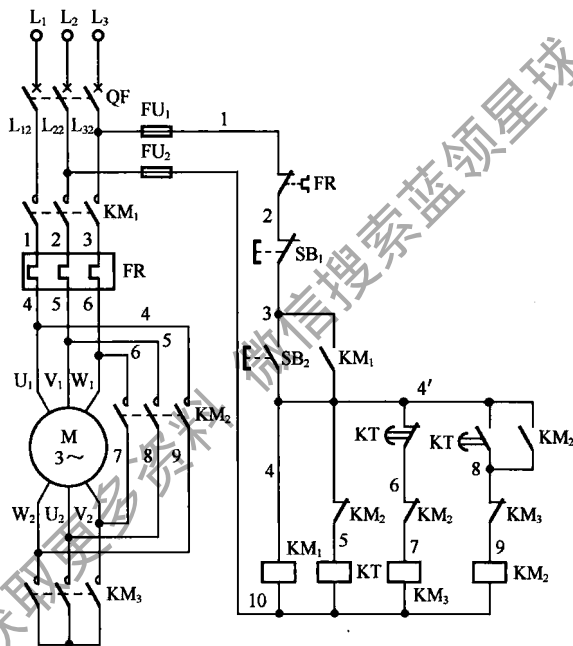 L1 L2 L3
QF
L12 L22 L32
FU1 1
FU2
FR
KM1
2
1 2 3
SB1
FR
4 5 6
3
4
5
6
SB2 KM1
U1 V1 W1
4'
KM2
KT KT KM2
M
3～
7 8 9
8
4 6
W2 U2 V2
KM2 KM2 KM3
5 7 9
KM1 KT KM3 KM2
KM3
10
获取更多资料 微信搜索蓝领星球